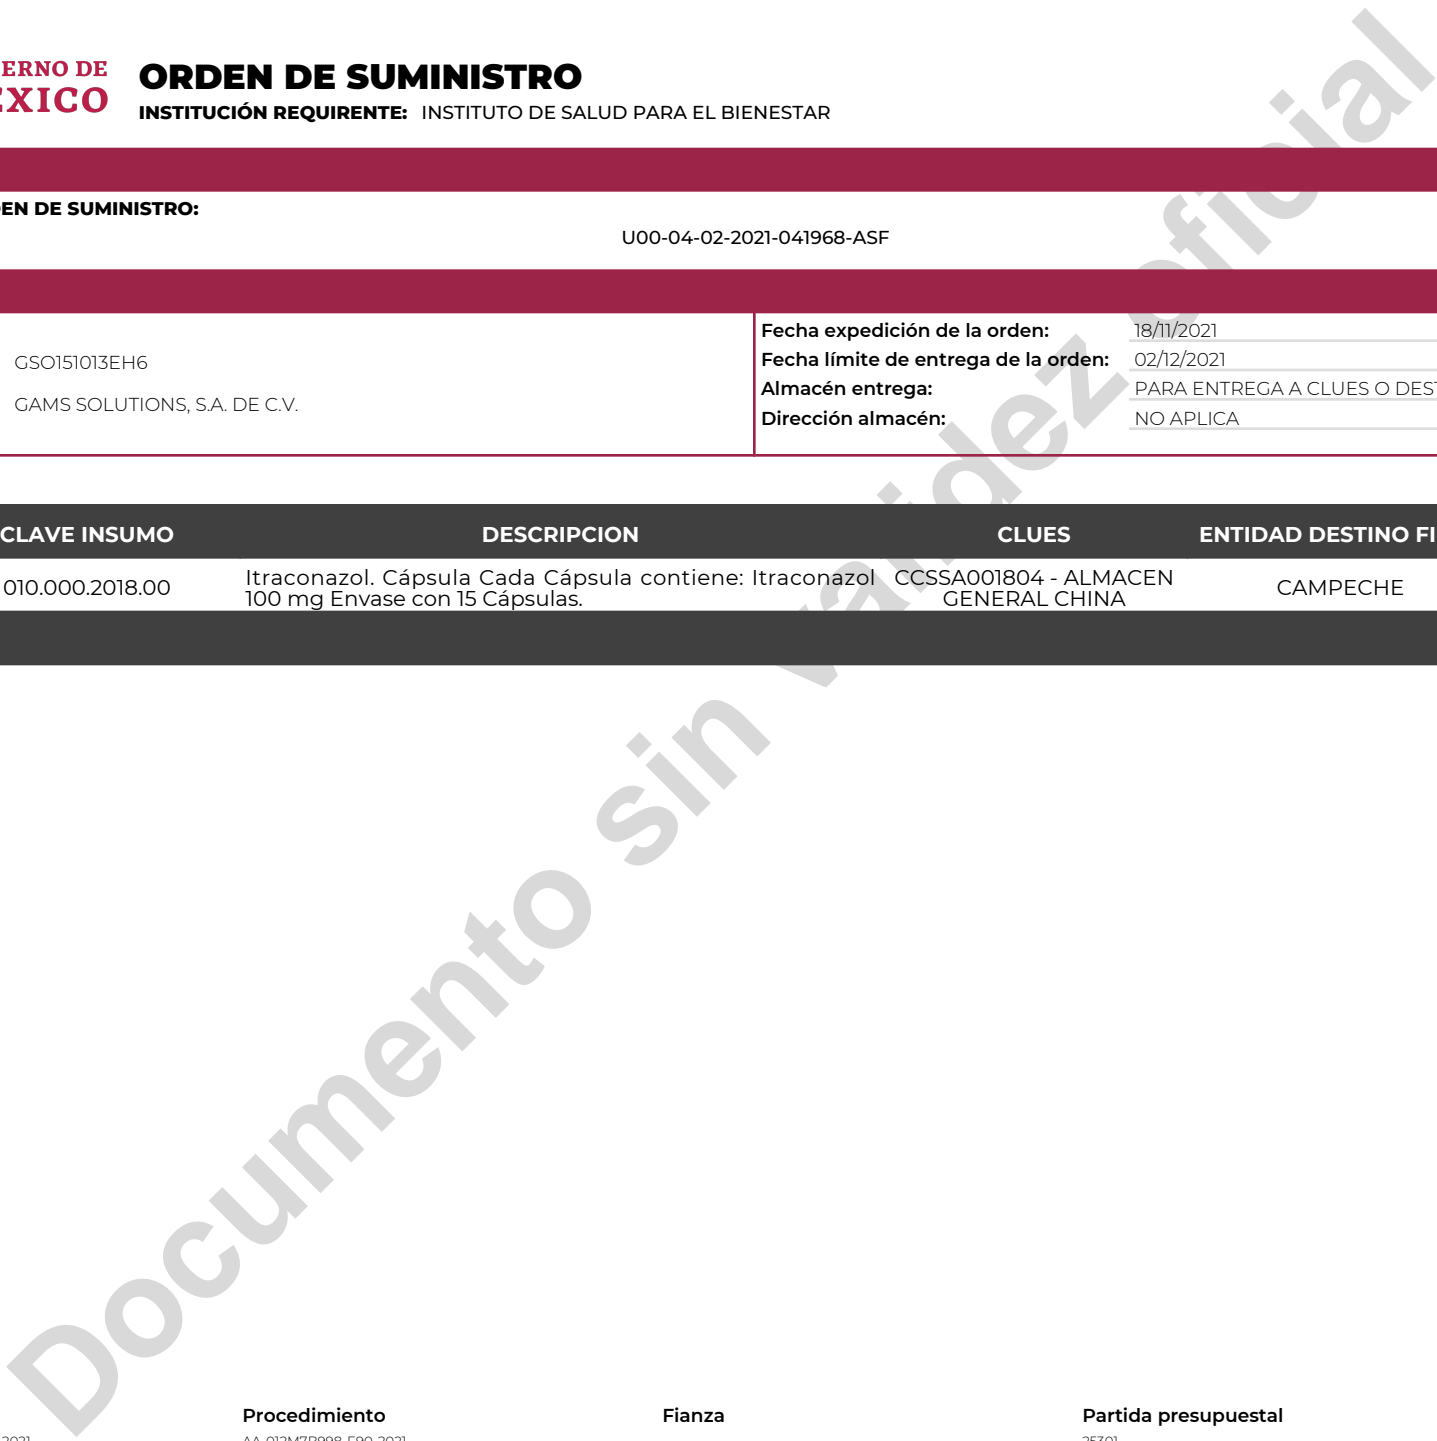 ERNO DE
EXICO
ORDEN DE SUMINISTRO
INSTITUCIÓN REQUIRENTE: INSTITUTO DE SALUD PARA EL BIENESTAR
EN DE SUMINISTRO:
U00-04-02-2021-041968-ASF
GSO151013EH6
GAMS SOLUTIONS, S.A. DE C.V.
Fecha expedición de la orden: 18/11/2021
Fecha límite de entrega de la orden: 02/12/2021
Almacén entrega: PARA ENTREGA A CLUES O DEST
Dirección almacén: NO APLICA
CLAVE INSUMO DESCRIPCION CLUES ENTIDAD DESTINO FI
010.000.2018.00
Itraconazol. Cápsula Cada Cápsula contiene: Itraconazol
100 mg Envase con 15 Cápsulas.
CCSSA001804 - ALMACEN
GENERAL CHINA
CAMPECHE
Documento sin validez oficial
Procedimiento Fianza Partida presupuestal